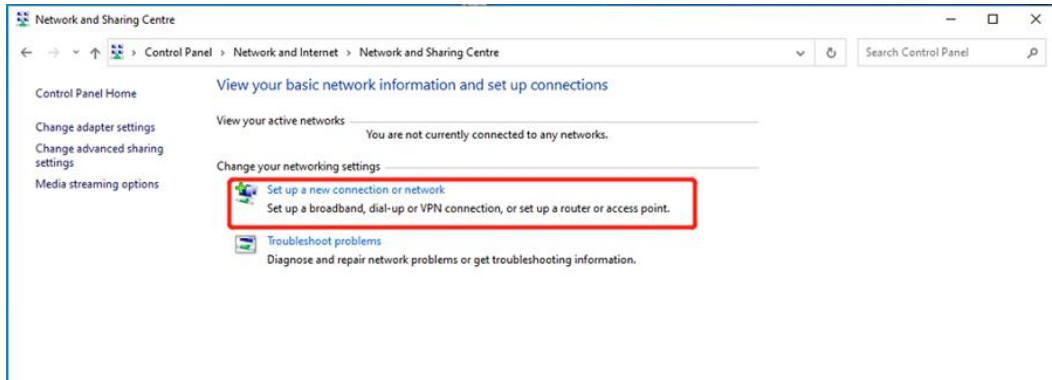 Network and Sharing Centre
Control Panel > Network and Internet > Network and Sharing Centre
Search Control Panel
Control Panel Home
Change adapter settings
Change advanced sharing
settings
Media streaming options
View your basic network information and set up connections
View your active networks
You are not currently connected to any networks.
Change your networking settings
Set up a new connection or network
Set up a broadband, dial-up or VPN connection, or set up a router or access point.
Troubleshoot problems
Diagnose and repair network problems or get troubleshooting information.